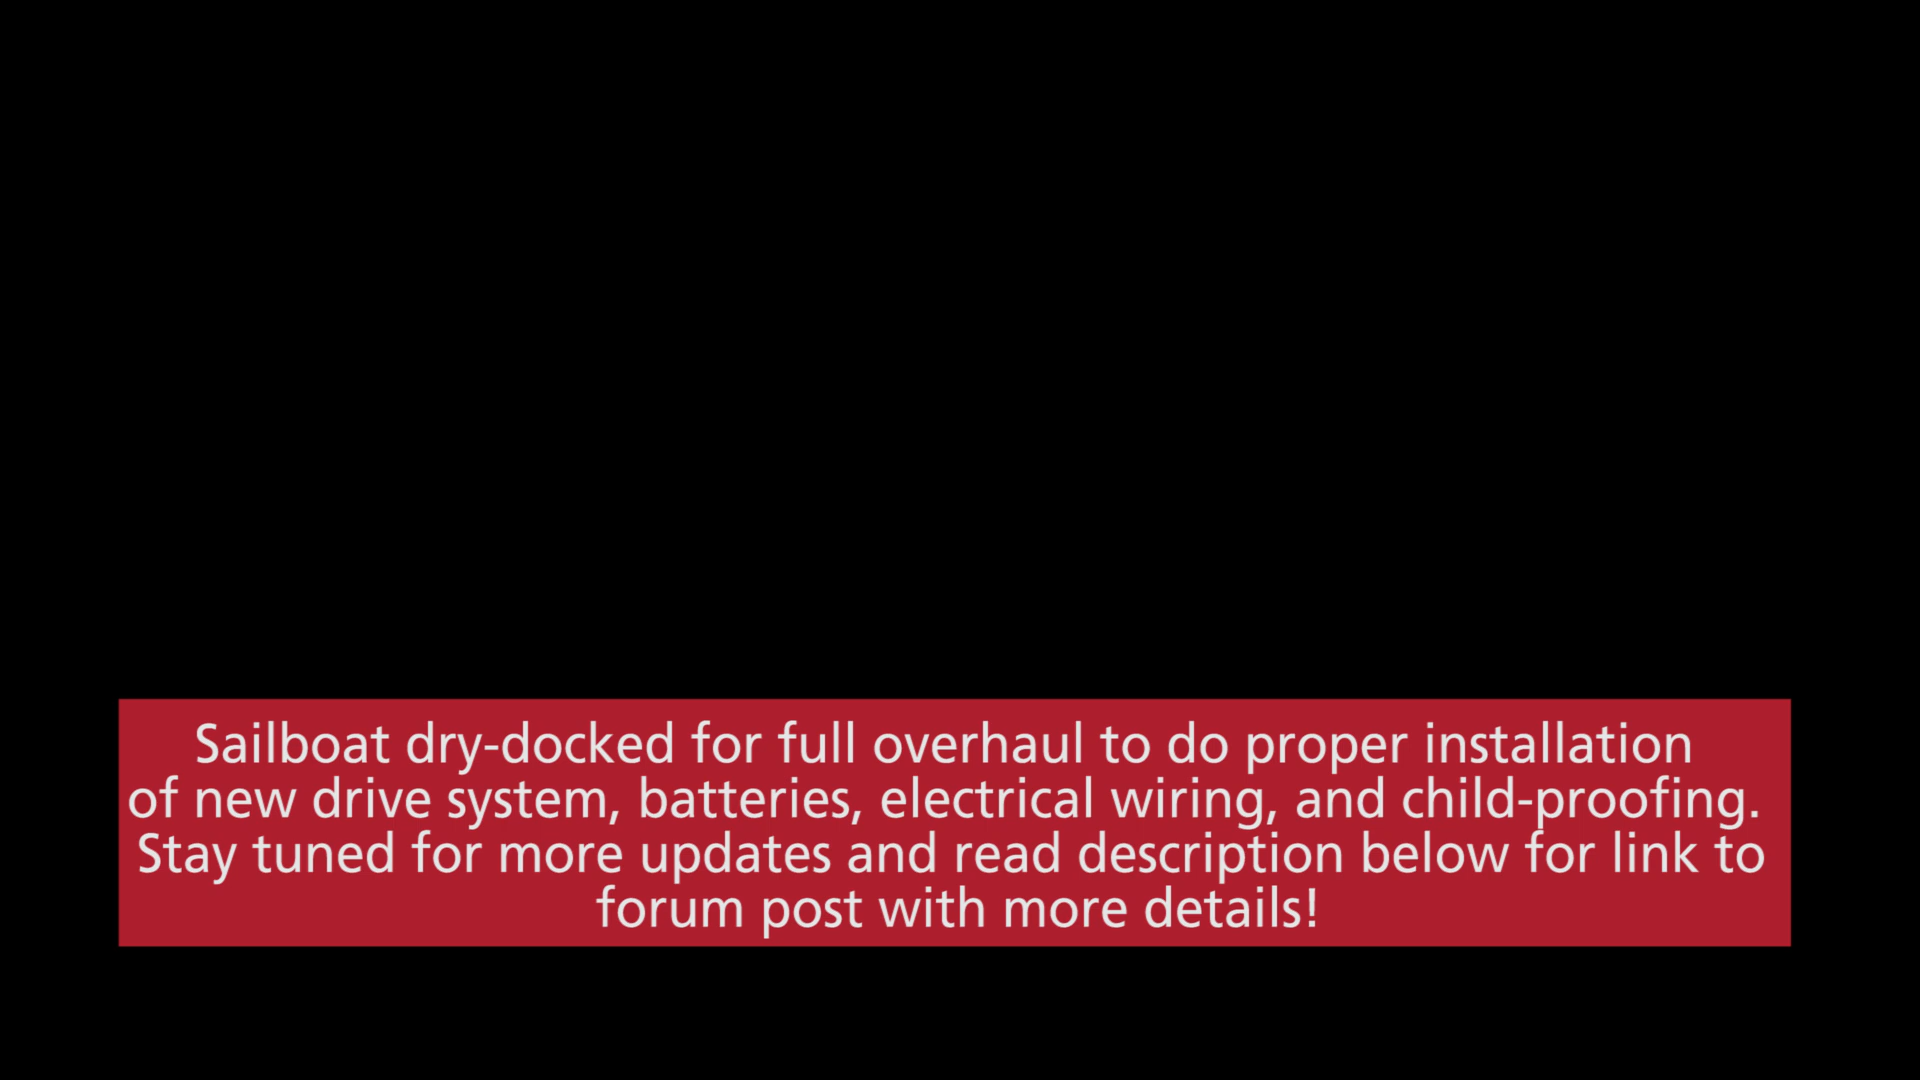 Sailboat dry-docked for full overhaul to do proper installation
of new drive system, batteries, electrical wiring, and child-proofing.
Stay tuned for more updates and read description below for link to
forum post with more details!